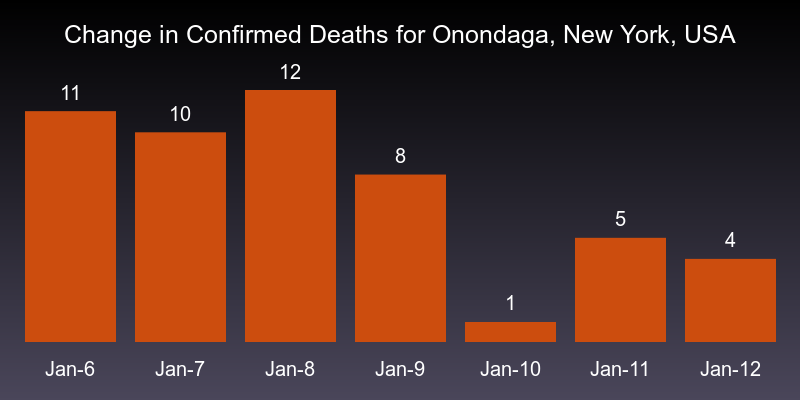 Change in Confirmed Deaths for Onondaga, New York, USA
11
10
12
8
1
5
4
Jan-6
Jan-7
Jan-8
Jan-9
Jan-10
Jan-11
Jan-12